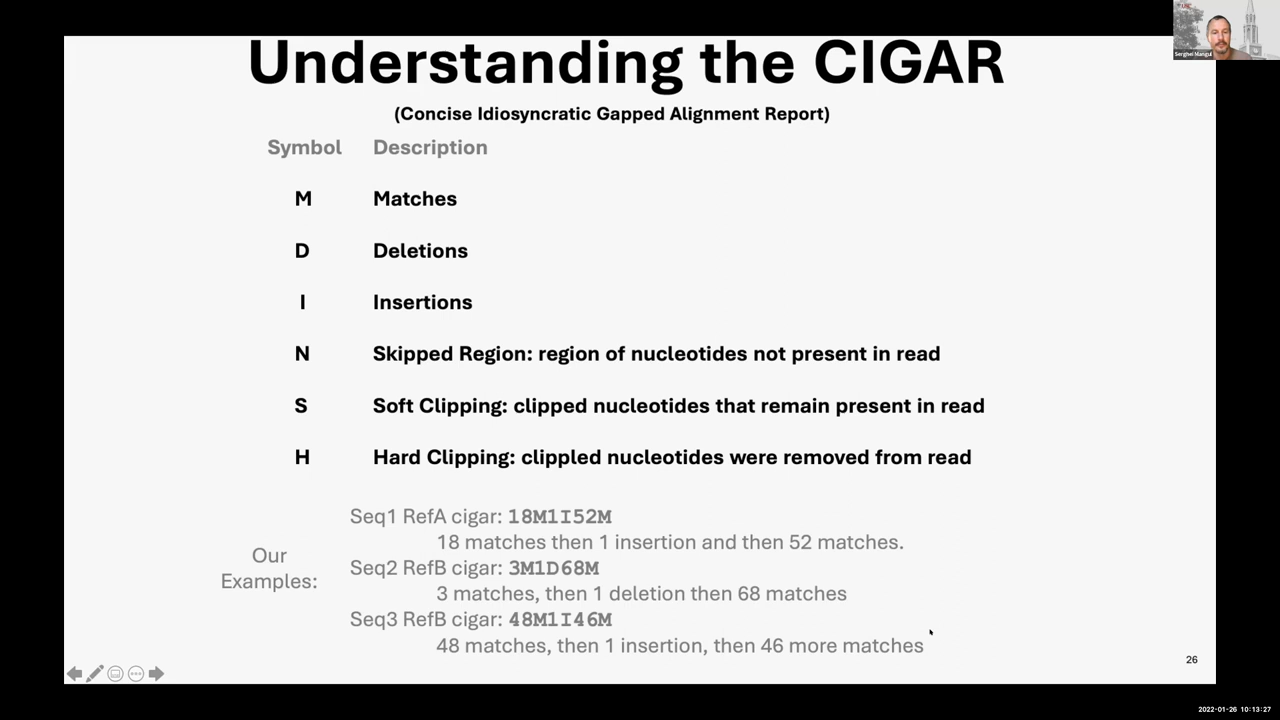 Understanding the CIGAR
(Concise Idiosyncratic Gapped Alignment Report)
Symbol Description
M Matches
D Deletions
I Insertions
N Skipped Region: region of nucleotides not present in read
S Soft Clipping: clipped nucleotides that remain present in read
H Hard Clipping: clippled nucleotides were removed from read
Our
Examples:
Seq1 RefA cigar: 18M1I52M
18 matches then 1 insertion and then 52 matches.
Seq2 RefB cigar: 3M1D68M
3 matches, then 1 deletion then 68 matches
Seq3 RefB cigar: 48M1I46M
48 matches, then 1 insertion, then 46 more matches
26
Serghei Mangul
2022-01-26 10:13:27